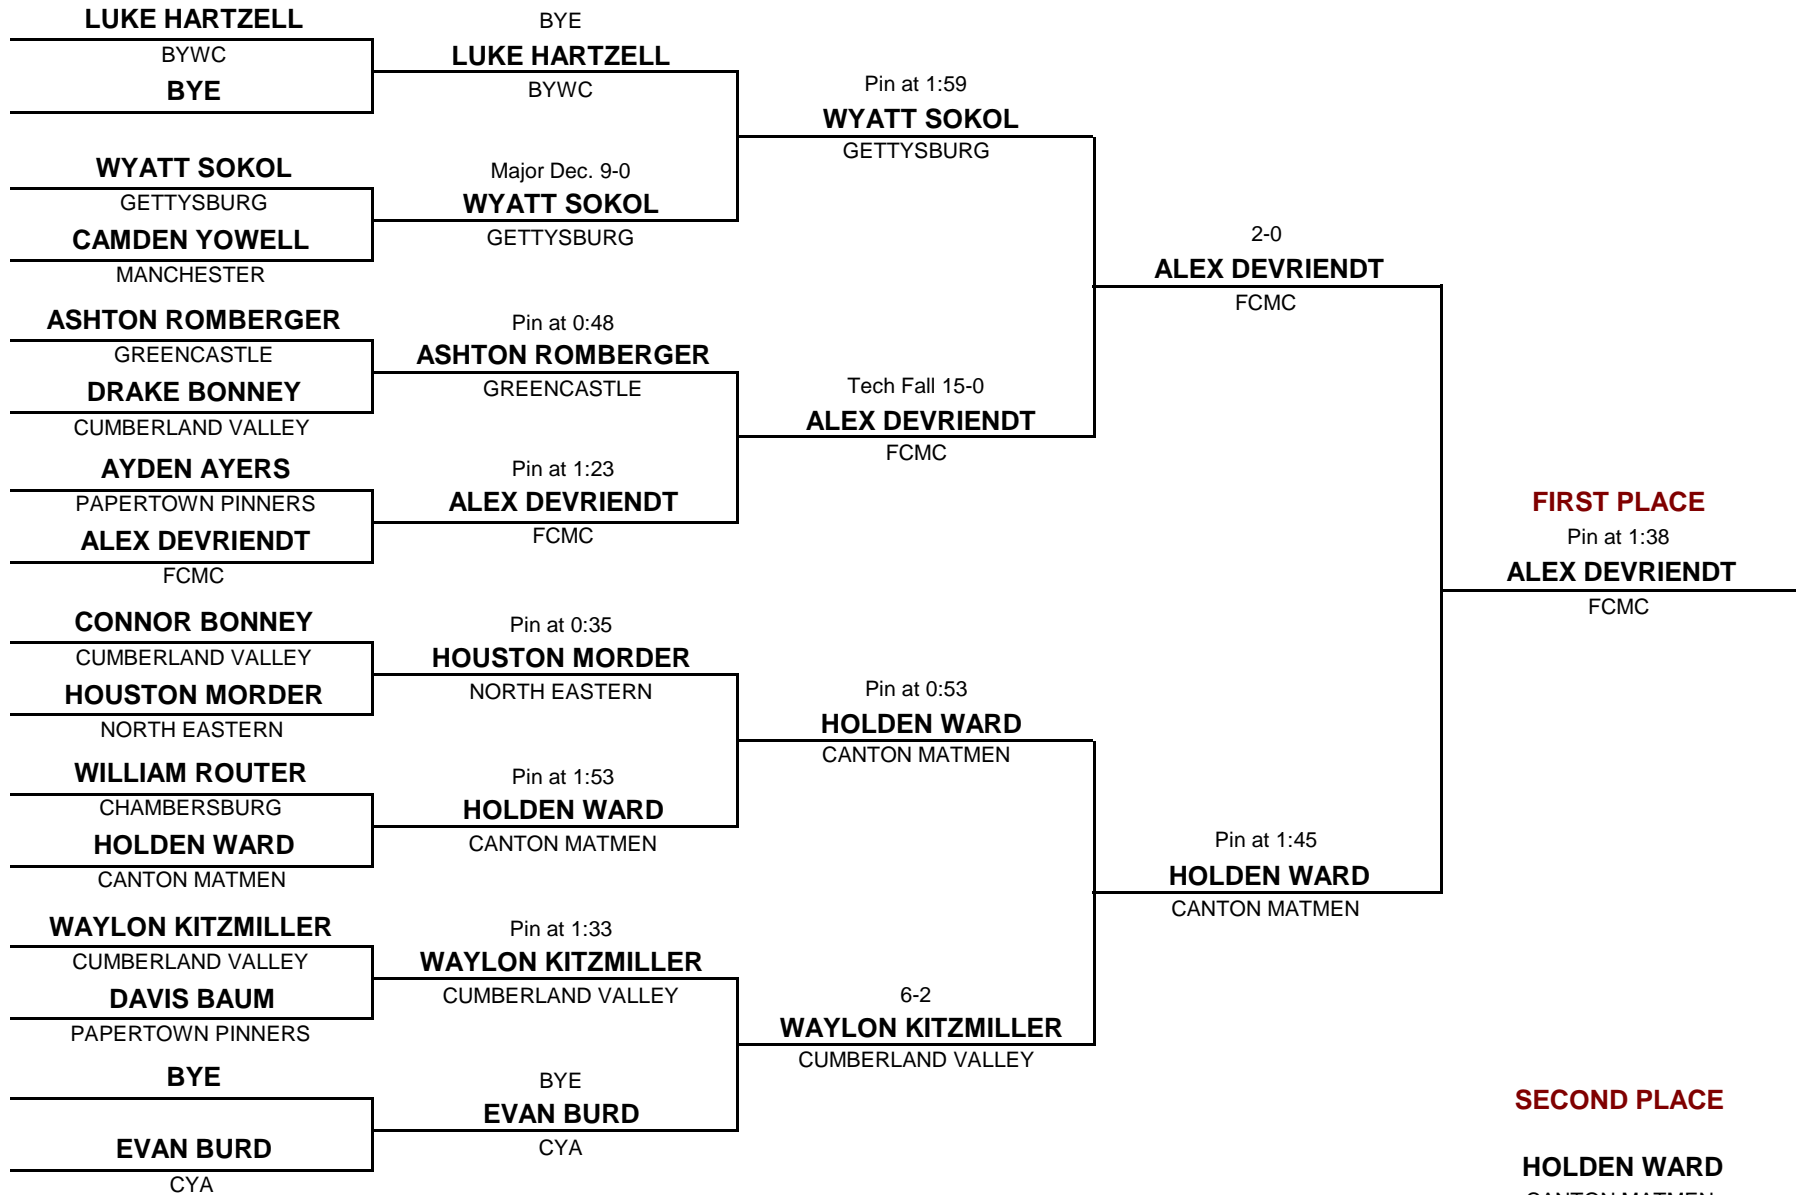 LUKE HARTZELL
BYWC
BYE
WYATT SOKOL
GETTYSBURG
CAMDEN YOWELL
MANCHESTER
ASHTON ROMBERGER
GREENCASTLE
DRAKE BONNEY
CUMBERLAND VALLEY
AYDEN AYERS
PAPERTOWN PINNERS
ALEX DEVRIENDT
FCMC
CONNOR BONNEY
CUMBERLAND VALLEY
HOUSTON MORDER
NORTH EASTERN
WILLIAM ROUTER
CHAMBERSBURG
HOLDEN WARD
CANTON MATMEN
WAYLON KITZMILLER
CUMBERLAND VALLEY
DAVIS BAUM
PAPERTOWN PINNERS
BYE
EVAN BURD
CYA
BYE
LUKE HARTZELL
BYWC
Major Dec. 9-0
WYATT SOKOL
GETTYSBURG
Pin at 0:48
ASHTON ROMBERGER
GREENCASTLE
Pin at 1:23
ALEX DEVRIENDT
FCMC
Pin at 0:35
HOUSTON MORDER
NORTH EASTERN
Pin at 1:53
HOLDEN WARD
CANTON MATMEN
Pin at 1:33
WAYLON KITZMILLER
CUMBERLAND VALLEY
BYE
EVAN BURD
CYA
Pin at 1:59
WYATT SOKOL
GETTYSBURG
Tech Fall 15-0
ALEX DEVRIENDT
FCMC
Pin at 0:53
HOLDEN WARD
CANTON MATMEN
6-2
WAYLON KITZMILLER
CUMBERLAND VALLEY
2-0
ALEX DEVRIENDT
FCMC
Pin at 1:45
HOLDEN WARD
CANTON MATMEN
FIRST PLACE
Pin at 1:38
ALEX DEVRIENDT
FCMC
SECOND PLACE
HOLDEN WARD
CANTON MATMEN